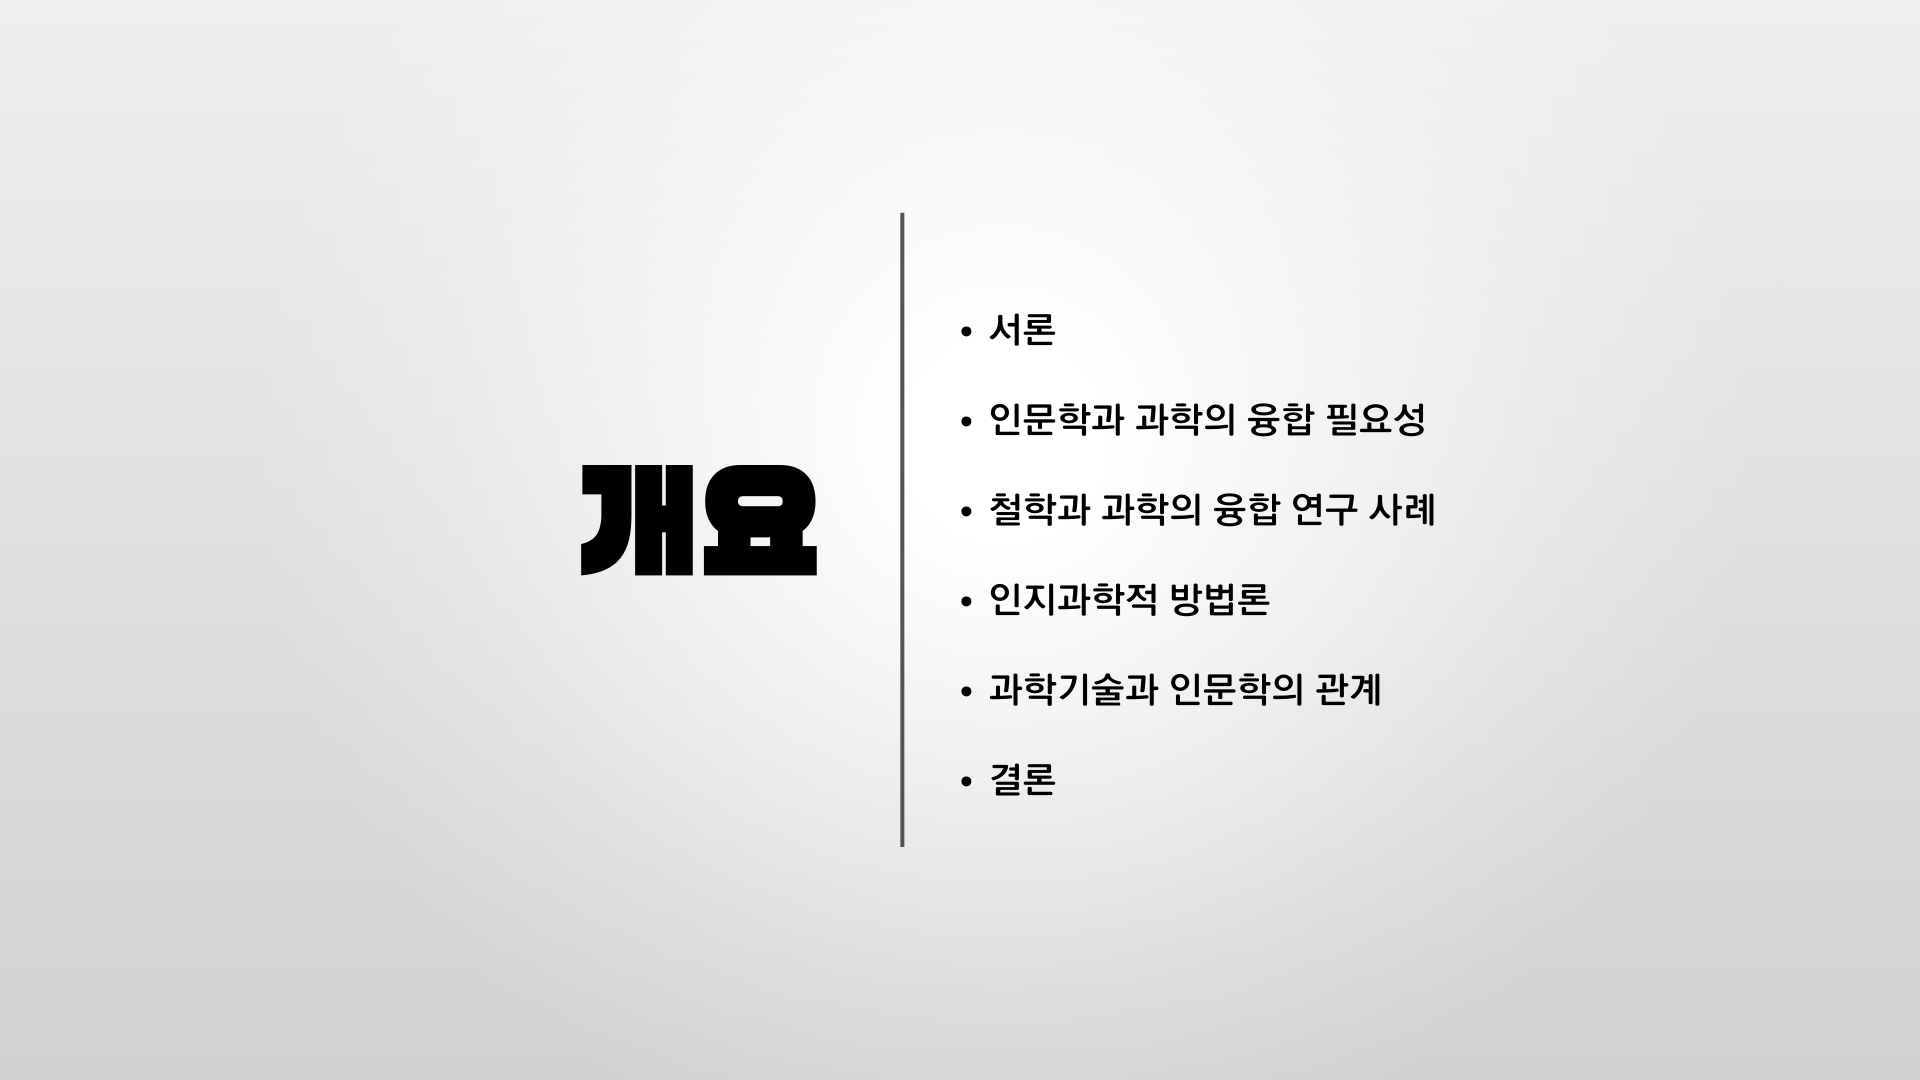 개요
• 서론
• 인문학과 과학의 융합 필요성
• 철학과 과학의 융합 연구 사례
• 인지과학적 방법론
• 과학기술과 인문학의 관계
• 결론